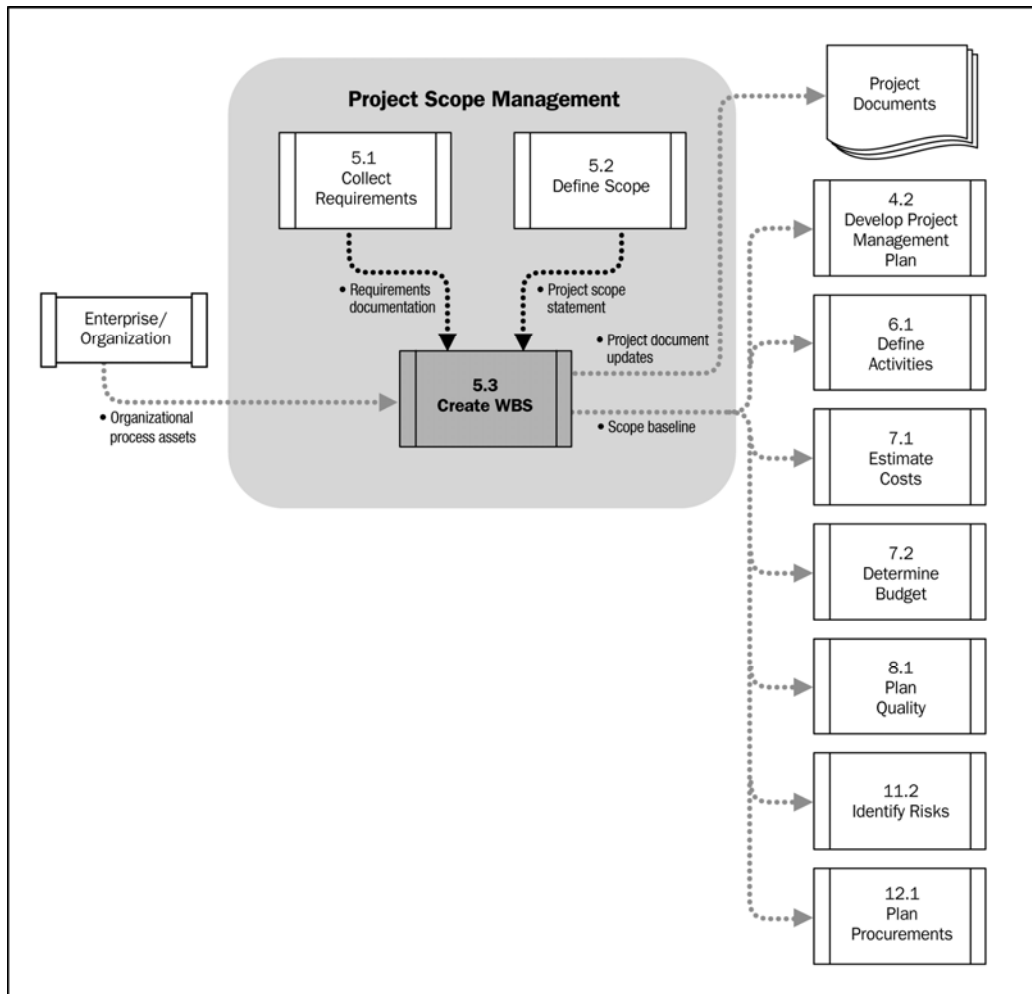 Project Scope Management
5.1
Collect
Requirements
5.2
Define Scope
• Requirements
documentation
• Project scope
statement
Enterprise/
Organization
• Organizational
process assets
5.3
Create WBS
• Project document
updates
• Scope baseline
Project
Documents
4.2
Develop Project
Management
Plan
6.1
Define
Activities
7.1
Estimate
Costs
7.2
Determine
Budget
8.1
Plan
Quality
11.2
Identify Risks
12.1
Plan
Procurements